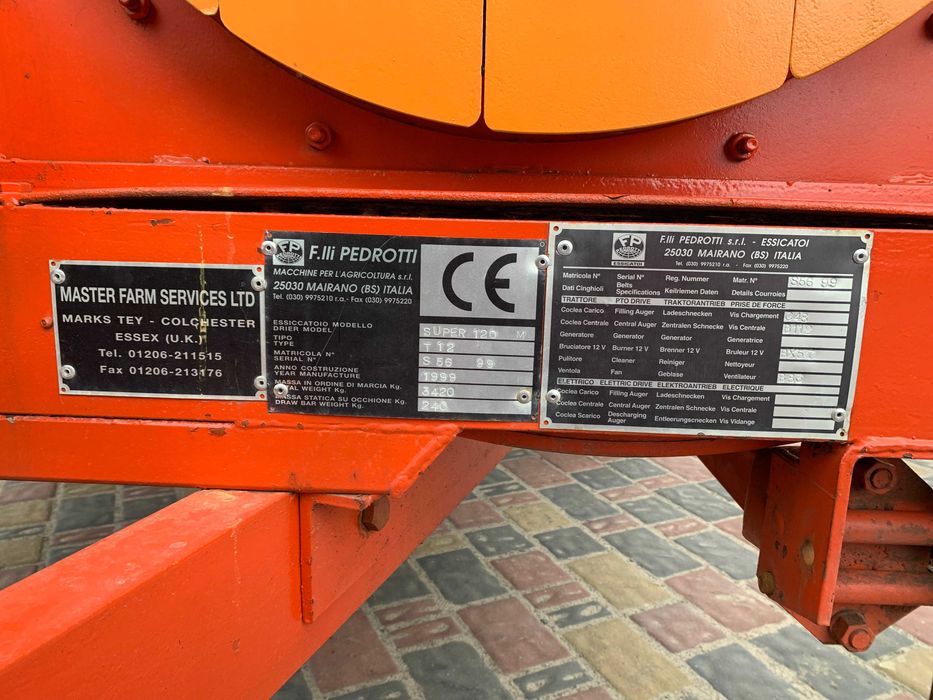 MASTER FARM SERVICES LTD
MARKS TEY - COLCHESTER
ESSEX (U.K.)
Tel. 01206-211515
Fax 01206-213176
FP
PEDROTTI
ESSICATOI
F.lli PEDROTTI
MACCHINE PER L'AGRICOLTURA s.r.l.
25030 MAIRANO (BS) ITALIA
Tel. (030) 9975210 r.a. - Fax (030) 9975220
CE
ESSICCATOIO MODELLO
DRIER MODEL
SUPER 120 M
TIPO
TYPE
T12
MATRICOLA N°
SERIAL N°
S56 99
ANNO COSTRUZIONE
YEAR MANUFACTURE
1999
MASSA IN ORDINE DI MARCIA Kg.
WEIGHT Kg.
3420
MASSA STATICA SU OCCHIONE Kg.
DRAW BAR WEIGHT Kg.
240
FP
PEDROTTI
ESSICATOI
F.lli PEDROTTI s.r.l. - ESSICATOI
25030 MAIRANO (BS) ITALIA
Tel. (030) 9975210 r.a. - Fax (030) 9975220
Matricola N° Serial N° Reg. Nummer Matr. N° S56 99
Dati Cinghioli Belts Specifications Keilriemen Daten Details Courroies
TRATTORE PTO DRIVE TRAKTORANTRIEB PRISE DE FORCE
Coclea Carico Filling Auger Ladeschnecken Vis Chargement
Coclea Centrale Central Auger Zentralen Schnecke Vis Centrale
Generatore Generator Generator Generatrice
Bruciatore 12 V Burner 12 V Brenner 12 V Bruleur 12 V
Pulitore Cleaner Reiniger Nettoyeur
Ventola Fan Geblase Ventilateur
ELETTRICO ELECTRIC DRIVE ELEKTROANTRIEB ELECTRIQUE
Coclea Carico Filling Auger Ladeschnecken Vis Chargement
Coclea Centrale Central Auger Zentralen Schnecke Vis Centrale
Coclea Scarico Descharging Auger Entleerungschnecken Vis Vidange